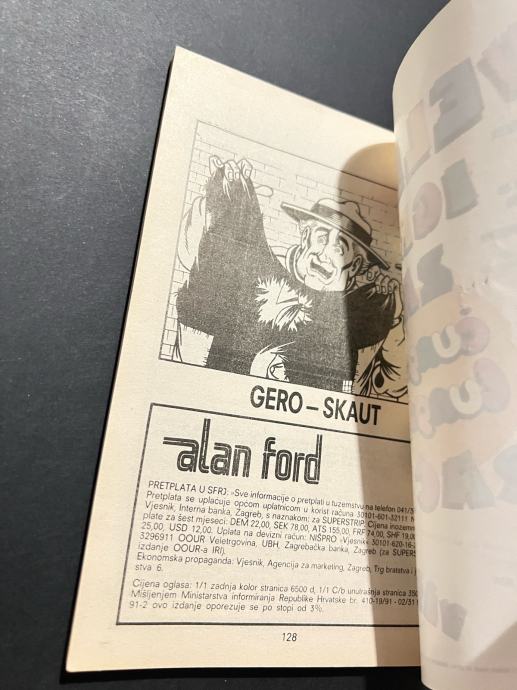 GERO – SKAUT
alan ford
PRETPLATA U SFRJ: »Sve informacije o pretplati u tuzemstvu na telefon 041/3
Pretplata se uplaćuje općom uplatnicom u korist računa 30101-601-32111 N
Vjesnik, Interna banka, Zagreb, s naznakom: za SUPERSTRIP. Cijena inozem
plate za šest mjeseci: DEM 22,00, SEK 78,00, ATS 155,00, FRF 74,00, SHF 19,00
25,00, USD 12,00. Uplata na devizni račun: NIŠPRO »Vjesnik« 30101-620-16-
3296911 OOUR Veletrgovina, UBH, Zagrebačka banka, Zagreb (za SUPERS
izdanje OOUR-a IRI).
Ekonomska propaganda: Vjesnik, Agencija za marketing, Zagreb, Trg bratstva i j
stva 6.
Cijena oglasa: 1/1 zadnja kolor stranica 6500 d, 1/1 C/b unutrašnja stranica 350
Mišljenjem Ministarstva informiranja Republike Hrvatske br. 410-19/91 - 02/311
91-2 ovo izdanje oporezuje se po stopi od 3%.
128